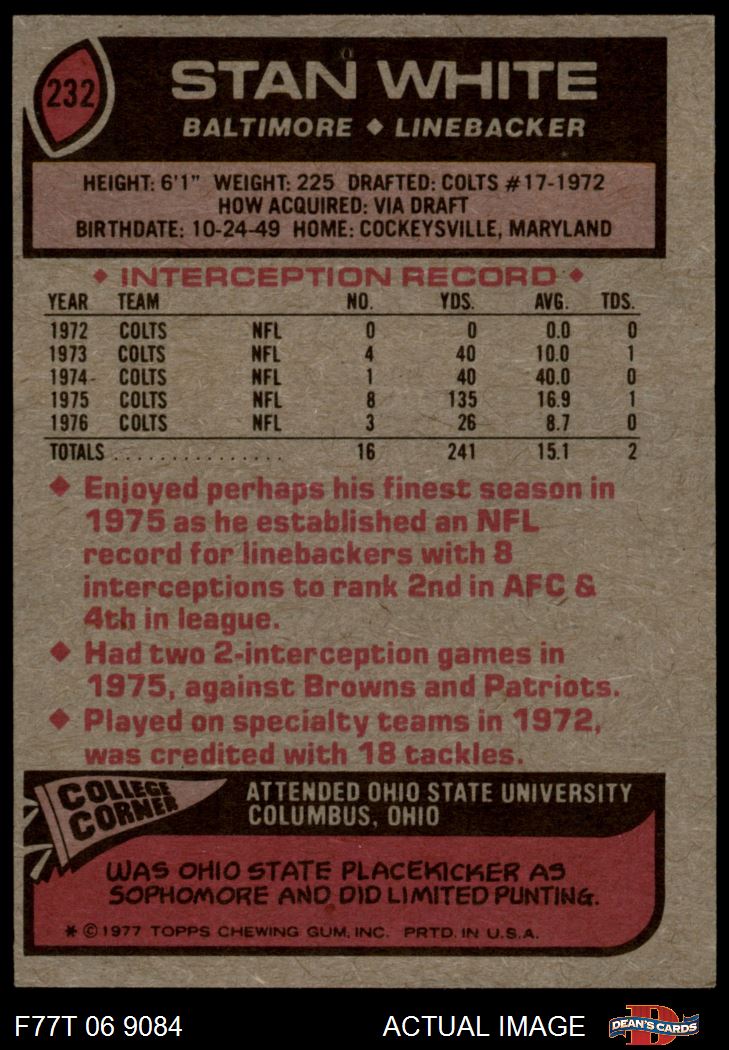 232
STAN WHITE
BALTIMORE ♦ LINEBACKER
HEIGHT: 6'1" WEIGHT: 225 DRAFTED: COLTS #17-1972
HOW ACQUIRED: VIA DRAFT
BIRTHDATE: 10-24-49 HOME: COCKEYSVILLE, MARYLAND
♦ INTERCEPTION RECORD ♦
YEAR TEAM NO. YDS. AVG. TDS.
1972 COLTS NFL 0 0 0.0 0
1973 COLTS NFL 4 40 10.0 1
1974 COLTS NFL 1 40 40.0 0
1975 COLTS NFL 8 135 16.9 1
1976 COLTS NFL 3 26 8.7 0
TOTALS . . . . . . . . . . . . . . . 16 241 15.1 2
♦ Enjoyed perhaps his finest season in
1975 as he established an NFL
record for linebackers with 8
interceptions to rank 2nd in AFC &
4th in league.
♦ Had two 2-interception games in
1975, against Browns and Patriots.
♦ Played on specialty teams in 1972,
was credited with 18 tackles.
COLLEGE
CORNER
ATTENDED OHIO STATE UNIVERSITY
COLUMBUS, OHIO
WAS OHIO STATE PLACEKICKER AS
SOPHOMORE AND DID LIMITED PUNTING.
* © 1977 TOPPS CHEWING GUM, INC. PRTD. IN U.S.A.
F77T 06 9084 ACTUAL IMAGE
D
DEAN'S CARDS